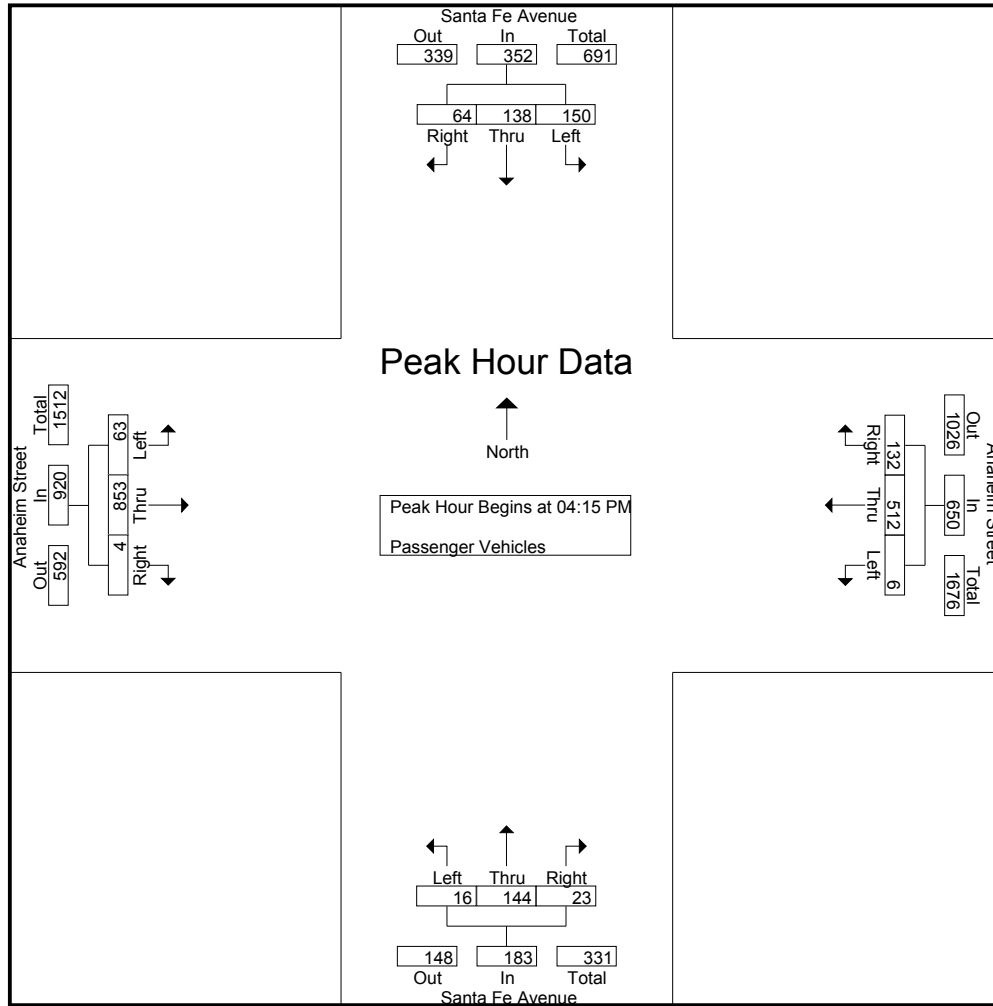 Santa Fe Avenue
Out In Total
339 352 691
64 138 150
Right Thru Left
Peak Hour Data
North
Peak Hour Begins at 04:15 PM
Passenger Vehicles
Anaheim Street
Total In Out
1512 920 592
63 853 4
Left Thru Right
Anaheim Street
Out In Total
1026 650 1676
132 512 6
Right Thru Left
Left Thru Right
16 144 23
148 183 331
Out In Total
Santa Fe Avenue